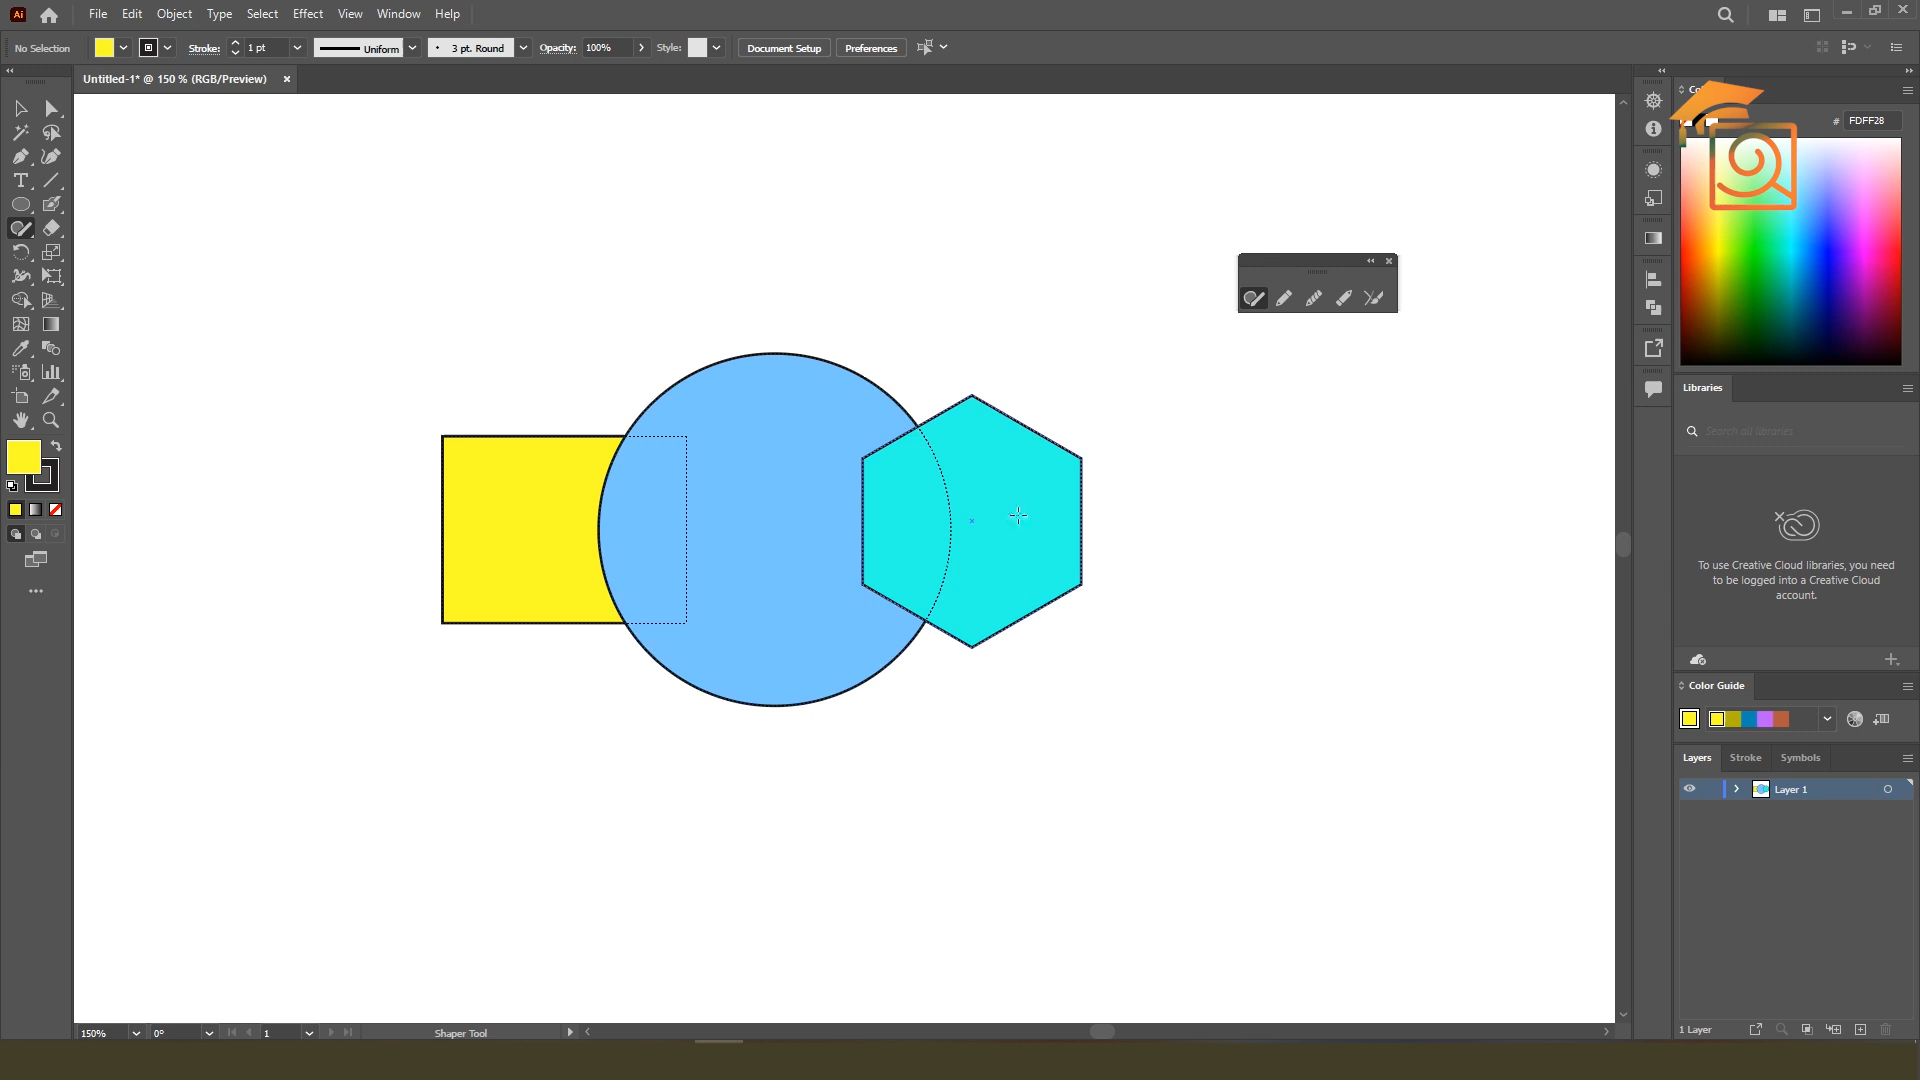 Ai File Edit Object Type Select Effect View Window Help
No Selection Stroke: 1 pt Uniform 3 pt. Round Opacity: 100% Style: Document Setup Preferences
Untitled-1* @ 150 % (RGB/Preview)
# FDFF28
Libraries
Search all libraries
To use Creative Cloud libraries, you need
to be logged into a Creative Cloud
account.
Color Guide
Layers Stroke Symbols
Layer 1
1 Layer
150% 0° 1 Shaper Tool